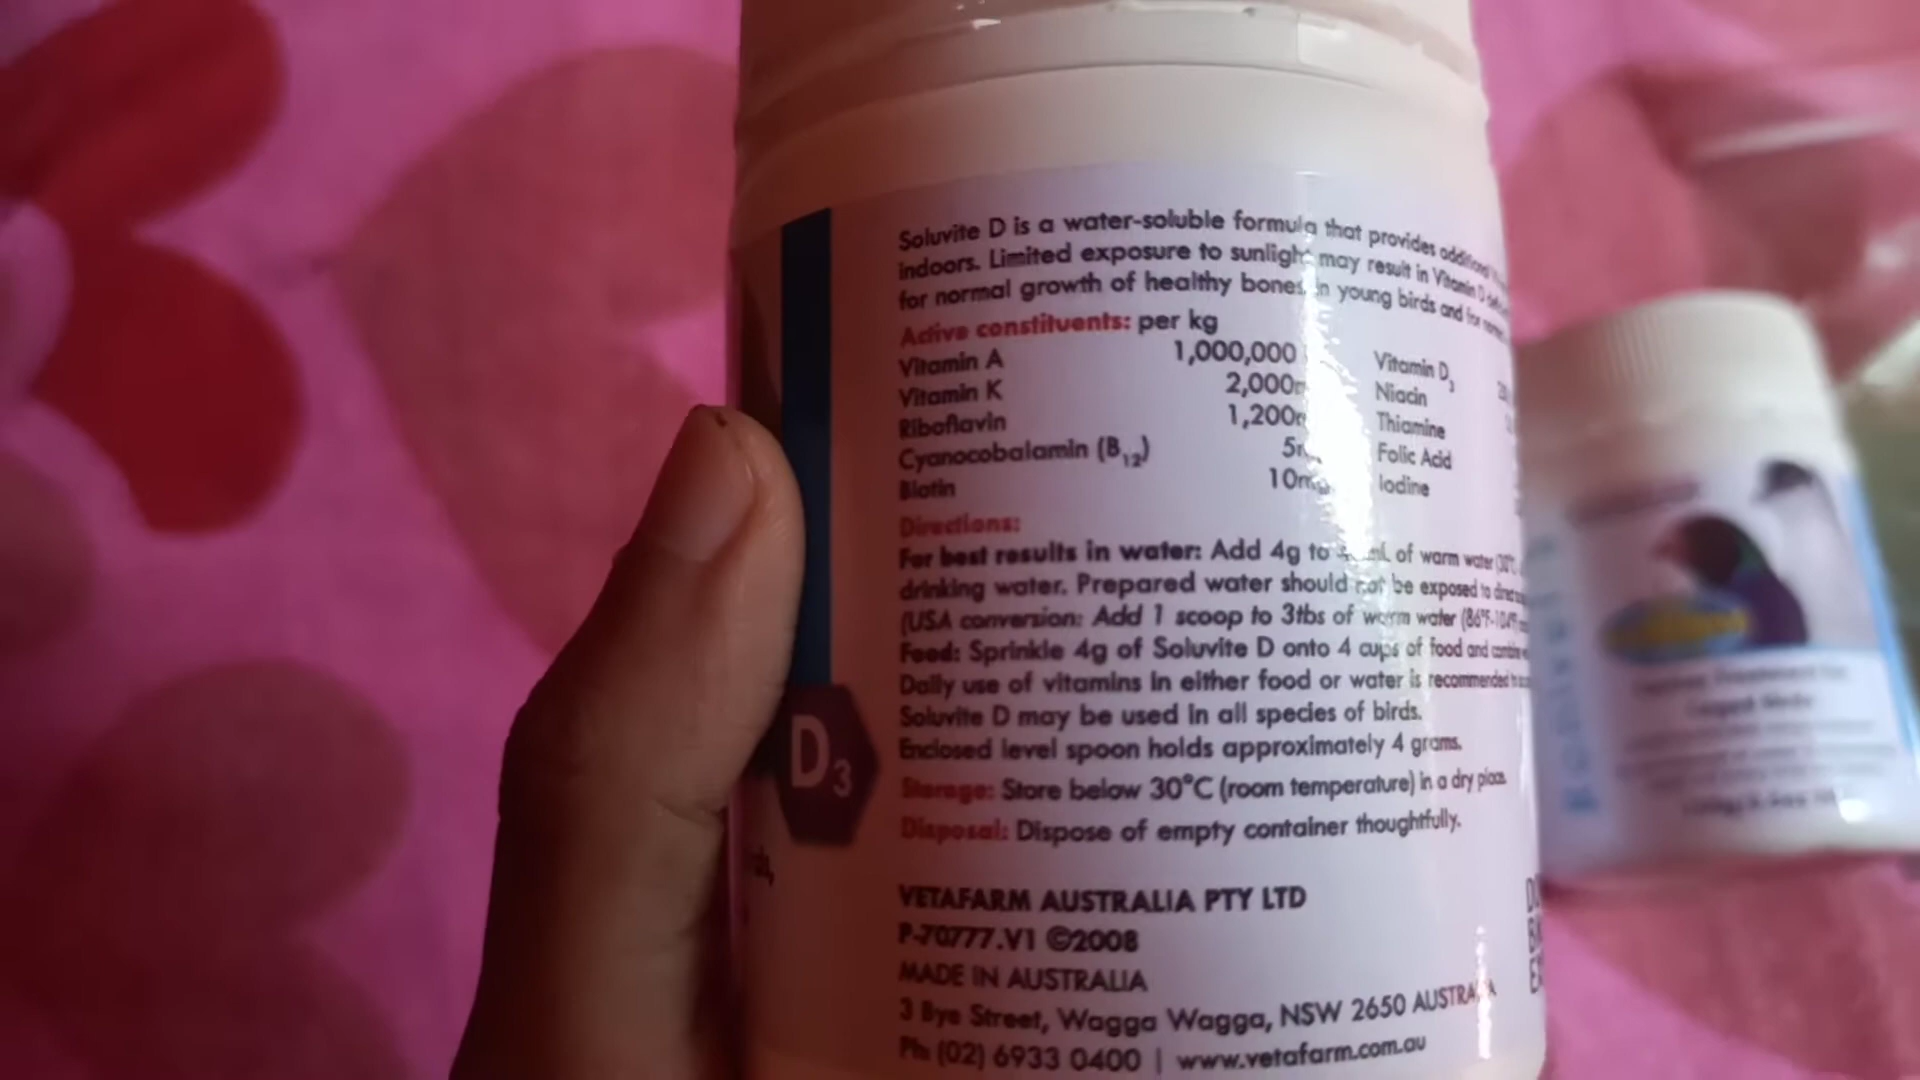 Soluvite D is a water-soluble formula that provides additional
indoors. Limited exposure to sunlight may result in Vitamin D
for normal growth of healthy bones in young birds and for
Active constituents: per kg
Vitamin A 1,000,000 Vitamin D3
Vitamin K 2,000 Niacin
Riboflavin 1,200 Thiamine
Cyanocobalamin (B12) 5 Folic Acid
Biotin 10mg Iodine
Directions:
For best results in water: Add 4g to mL of warm water (30°C
drinking water. Prepared water should not be exposed to direct
(USA conversion: Add 1 scoop to 3tbs of warm water (86°F-104°F)
Feed: Sprinkle 4g of Soluvite D onto 4 cups of food and combine
Daily use of vitamins in either food or water is recommended
Soluvite D may be used in all species of birds.
Enclosed level spoon holds approximately 4 grams.
Storage: Store below 30°C (room temperature) in a dry place.
Disposal: Dispose of empty container thoughtfully.
D3
VETAFARM AUSTRALIA PTY LTD
P-70777.V1 ©2008
MADE IN AUSTRALIA
3 Bye Street, Wagga Wagga, NSW 2650 AUSTRALIA
Ph (02) 6933 0400 | www.vetafarm.com.au